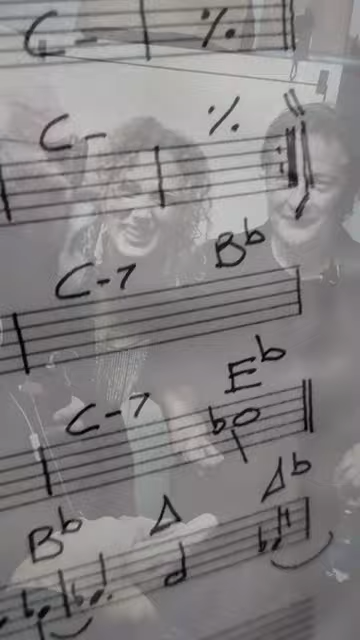 C- %
C- %
C-7 Bb
C-7 Eb
Bb Δ Ab